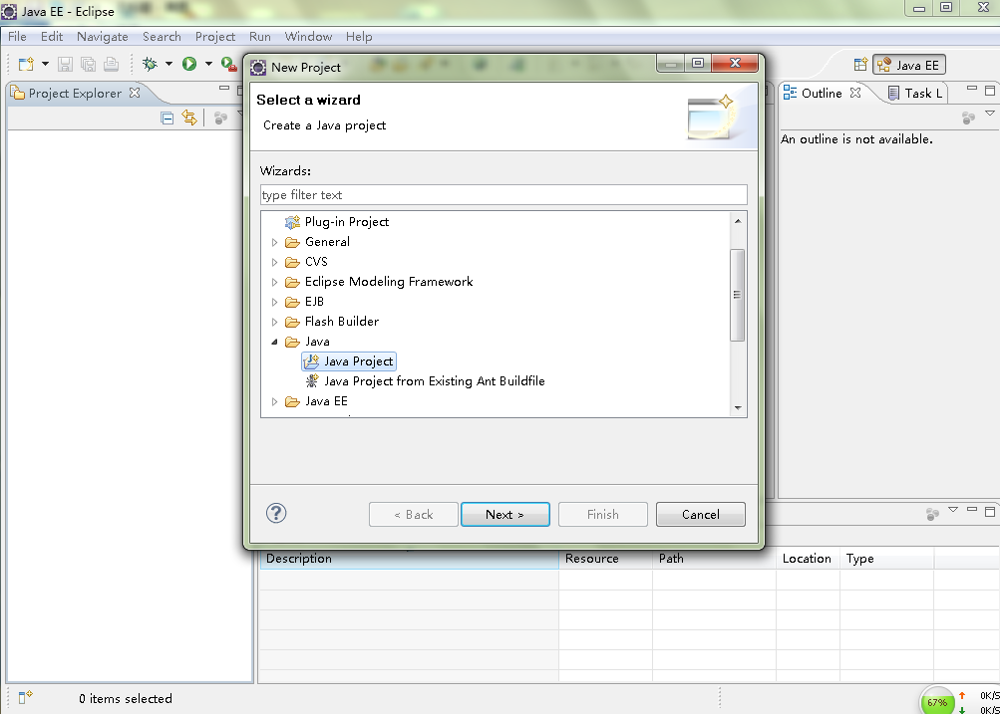 Java EE - Eclipse
File Edit Navigate Search Project Run Window Help
Java EE
Project Explorer
New Project
Select a wizard
Create a Java project
Wizards:
type filter text
Plug-in Project
General
CVS
Eclipse Modeling Framework
EJB
Flash Builder
Java
Java Project
Java Project from Existing Ant Buildfile
Java EE
< Back Next > Finish Cancel
Outline Task L
An outline is not available.
Description Resource Path Location Type
0 items selected
67%
0K/S
0K/S